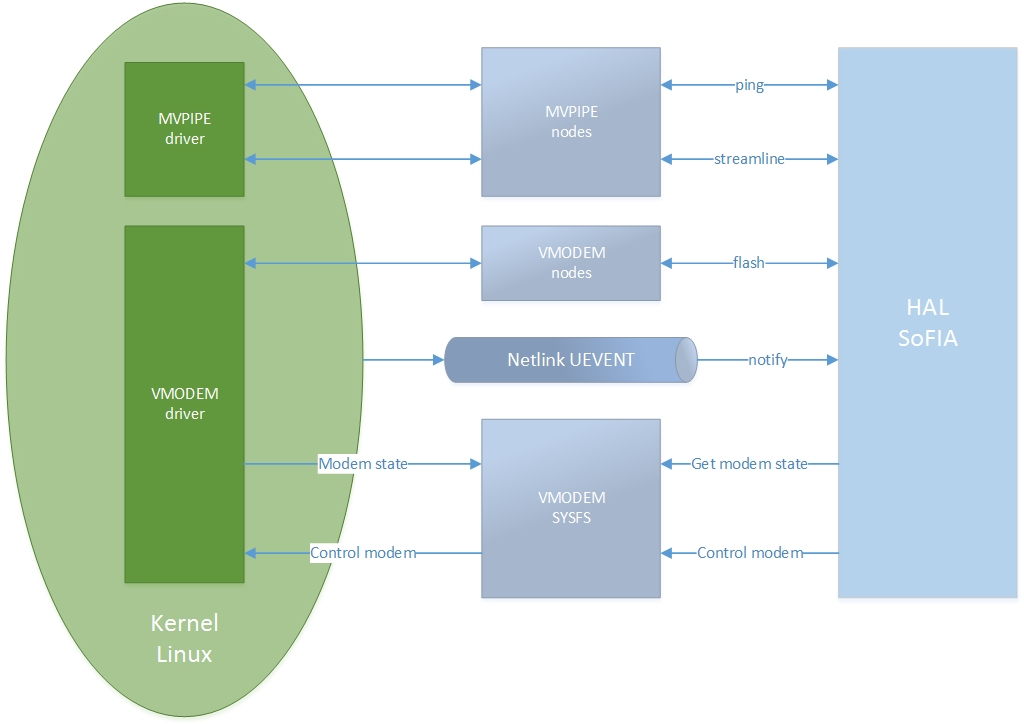 MVPIPE
driver
MVPIPE
nodes
ping
streamline
VMODEM
nodes
flash
HAL
SoFIA
Netlink UEVENT
notify
VMODEM
driver
Modem state
Get modem state
VMODEM
SYSFS
Control modem
Control modem
Kernel
Linux